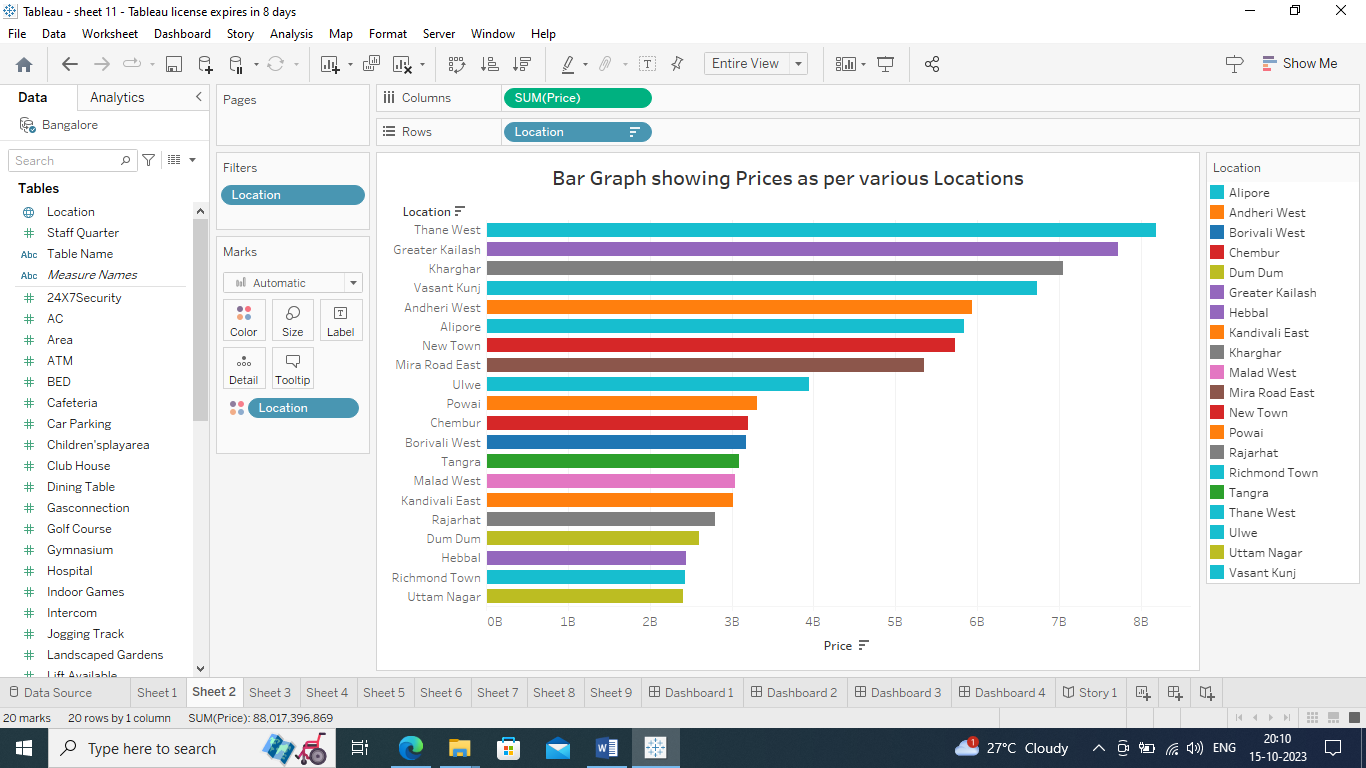 Tableau - sheet 11 - Tableau license expires in 8 days
File Data Worksheet Dashboard Story Analysis Map Format Server Window Help
Entire View
Show Me
Data Analytics
Bangalore
Search
Tables
Location
Staff Quarter
Abc Table Name
Abc Measure Names
24X7Security
AC
Area
ATM
BED
Cafeteria
Car Parking
Children'splayarea
Club House
Dining Table
Gasconnection
Golf Course
Gymnasium
Hospital
Indoor Games
Intercom
Jogging Track
Landscaped Gardens
Lift Available
Pages
Filters
Location
Marks
Automatic
Color Size Label
Detail Tooltip
Location
Columns SUM(Price)
Rows Location
Bar Graph showing Prices as per various Locations
Location
Thane West
Greater Kailash
Kharghar
Vasant Kunj
Andheri West
Alipore
New Town
Mira Road East
Ulwe
Powai
Chembur
Borivali West
Tangra
Malad West
Kandivali East
Rajarhat
Dum Dum
Hebbal
Richmond Town
Uttam Nagar
0B 1B 2B 3B 4B 5B 6B 7B 8B
Price
Location
Alipore
Andheri West
Borivali West
Chembur
Dum Dum
Greater Kailash
Hebbal
Kandivali East
Kharghar
Malad West
Mira Road East
New Town
Powai
Rajarhat
Richmond Town
Tangra
Thane West
Ulwe
Uttam Nagar
Vasant Kunj
Data Source Sheet 1 Sheet 2 Sheet 3 Sheet 4 Sheet 5 Sheet 6 Sheet 7 Sheet 8 Sheet 9 Dashboard 1 Dashboard 2 Dashboard 3 Dashboard 4 Story 1
20 marks 20 rows by 1 column SUM(Price): 88,017,396,869
Type here to search
1
27°C Cloudy
ENG
20:10
15-10-2023